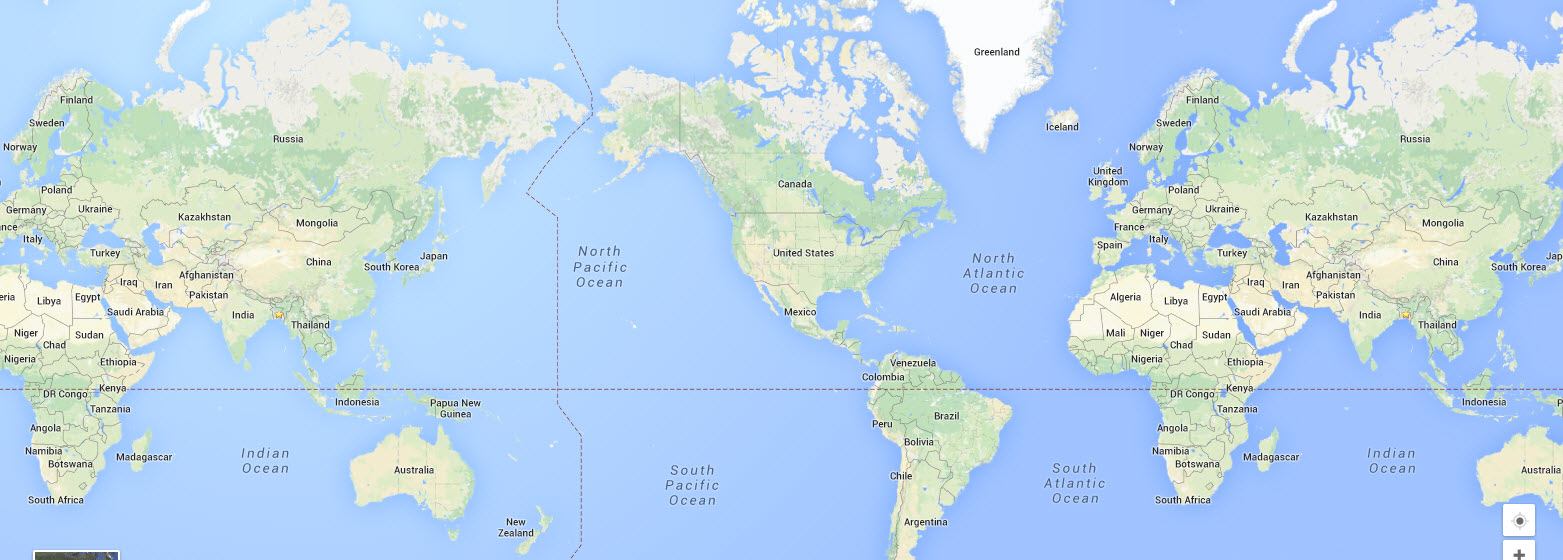 Greenland
Finland
Iceland
Finland
Sweden
Russia
Norway
Sweden
Russia
Norway
United
Kingdom
Canada
Poland
Poland
Germany
Ukraine
Kazakhstan
Mongolia
Germany
Ukraine
Kazakhstan
Mongolia
nce
France
Italy
Turkey
China
Japan
South Korea
North
Pacific
Ocean
United States
North
Atlantic
Ocean
Spain
Italy
Turkey
China
Jap
South Korea
Afghanistan
Iraq
Iran
Pakistan
Afghanistan
Iraq
Iran
Pakistan
eria
Libya
Egypt
Saudi Arabia
India
Thailand
Mexico
Algeria
Libya
Egypt
Saudi Arabia
India
Thailand
Niger
Sudan
Chad
Mali
Niger
Sudan
Chad
Nigeria
Ethiopia
Venezuela
Nigeria
Ethiopia
Colombia
DR Congo
Kenya
Tanzania
Indonesia
Papua New
Guinea
DR Congo
Kenya
Tanzania
Indonesia
P
Angola
Peru
Brazil
Angola
Namibia
Botswana
Madagascar
Indian
Ocean
Australia
South
Pacific
Ocean
Bolivia
Chile
South
Atlantic
Ocean
Namibia
Botswana
Madagascar
Indian
Ocean
Australia
South Africa
South Africa
New
Zealand
Argentina